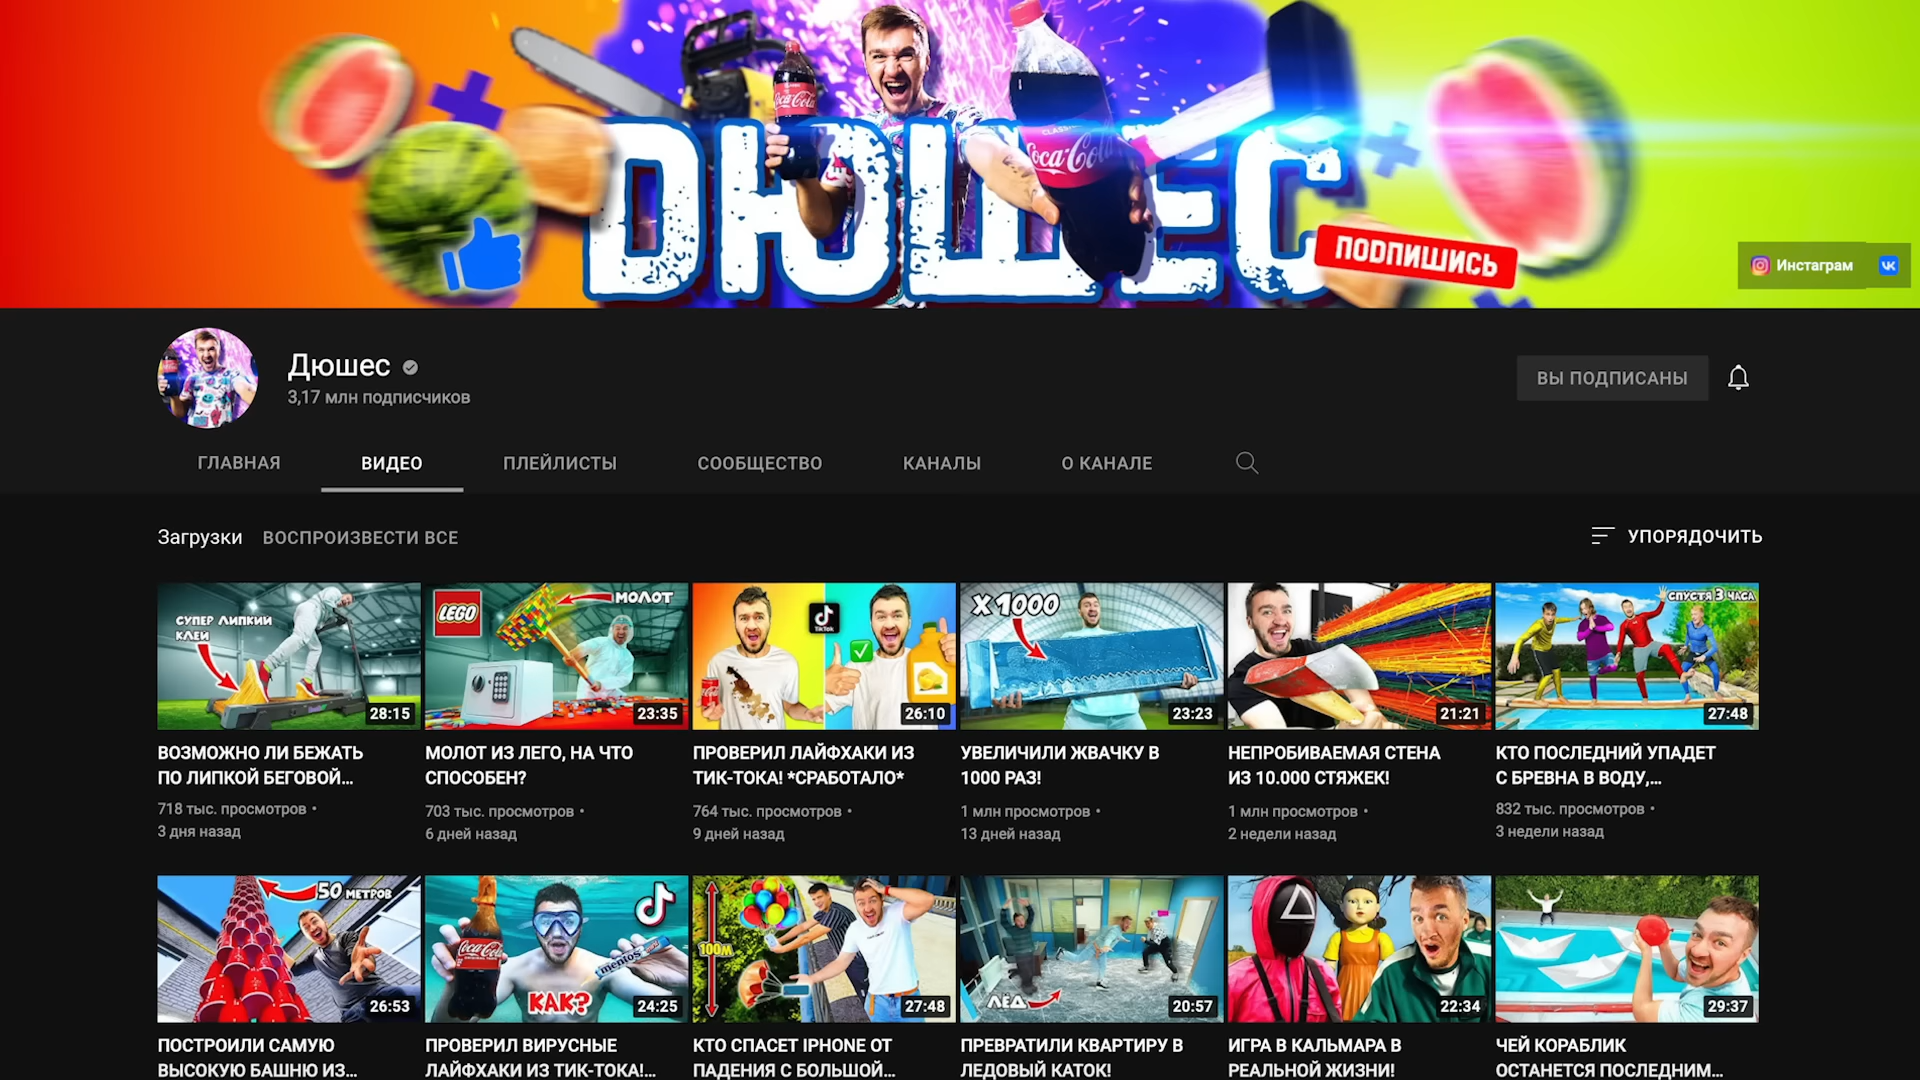 Coca-Cola
CLASSIC
Coca-Cola
ДЮШЕС
ПОDПИШИСЬ
Инстаграм
Дюшес
3,17 млн подписчиков
ВЫ ПОДПИСАНЫ
ГЛАВНАЯ ВИДЕО ПЛЕЙЛИСТЫ СООБЩЕСТВО КАНАЛЫ О КАНАЛЕ
Загрузки ВОСПРОИЗВЕСТИ ВСЕ
УПОРЯДОЧИТЬ
СУПЕР ЛИПКИЙ
КЛЕЙ
28:15
LEGO
МОЛОТ
23:35
TikTok
26:10
X1000
23:23
21:21
СПУСТЯ 3 ЧАСА
27:48
ВОЗМОЖНО ЛИ БЕЖАТЬ
ПО ЛИПКОЙ БЕГОВОЙ...
718 тыс. просмотров •
3 дня назад
МОЛОТ ИЗ ЛЕГО, НА ЧТО
СПОСОБЕН?
703 тыс. просмотров •
6 дней назад
ПРОВЕРИЛ ЛАЙФХАКИ ИЗ
ТИК-ТОКА! *СРАБОТАЛО*
764 тыс. просмотров •
9 дней назад
УВЕЛИЧИЛИ ЖВАЧКУ В
1000 РАЗ!
1 млн просмотров •
13 дней назад
НЕПРОБИВАЕМАЯ СТЕНА
ИЗ 10.000 СТЯЖЕК!
1 млн просмотров •
2 недели назад
КТО ПОСЛЕДНИЙ УПАДЕТ
С БРЕВНА В ВОДУ,...
832 тыс. просмотров •
3 недели назад
50 МЕТРОВ
26:53
Coca-Cola
mentos
КАК?
24:25
100М
27:48
ЛЁД
20:57
22:34
29:37
ПОСТРОИЛИ САМУЮ
ВЫСОКУЮ БАШНЮ ИЗ...
ПРОВЕРИЛ ВИРУСНЫЕ
ЛАЙФХАКИ ИЗ ТИК-ТОКА!...
КТО СПАСЕТ IPHONE ОТ
ПАДЕНИЯ С БОЛЬШОЙ...
ПРЕВРАТИЛИ КВАРТИРУ В
ЛЕДОВЫЙ КАТОК!
ИГРА В КАЛЬМАРА В
РЕАЛЬНОЙ ЖИЗНИ!
ЧЕЙ КОРАБЛИК
ОСТАНЕТСЯ ПОСЛЕДНИМ...